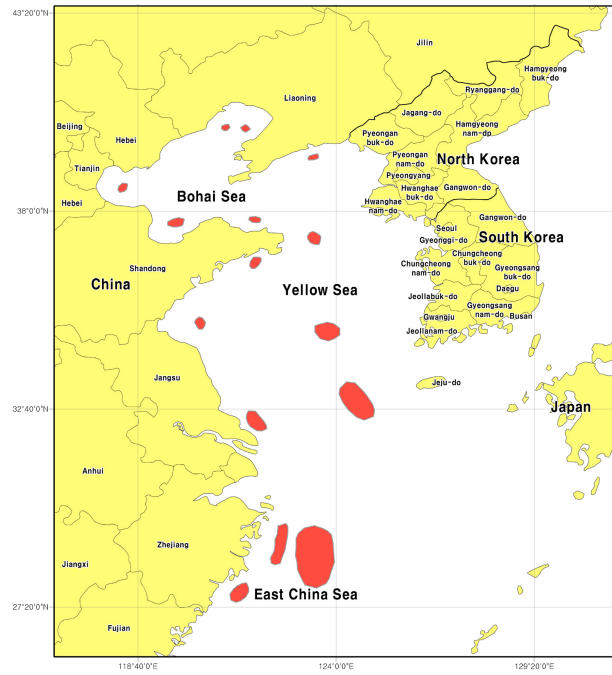 43°20'0"N
Jilin
Hamgyeong
buk-do
Ryanggang-do
Liaoning
Jagang-do
Beijing
Hebei
Pyeongan
buk-do
Hamgyeong
nam-dp
Tianjin
Pyeongan
nam-do
North Korea
Pyeongyang
Hwanghae
buk-do
Gangwon-do
Hebei
Bohai Sea
Hwanghae
nam-do
38°0'0"N
Gangwon-do
Seoul
Gyeonggi-do
South Korea
Shandong
Chungcheong
buk-do
Chungcheong
nam-do
Gyeongsang
buk-do
China
Yellow Sea
Daegu
Jeollabuk-do
Gyeongsang
nam-do
Gwangju
Busan
Jeollanam-do
Jangsu
Jeju-do
32°40'0"N
Japan
Anhui
Zhejiang
Jiangxi
East China Sea
27°20'0"N
Fujian
118°40'0"E
124°0'0"E
129°20'0"E